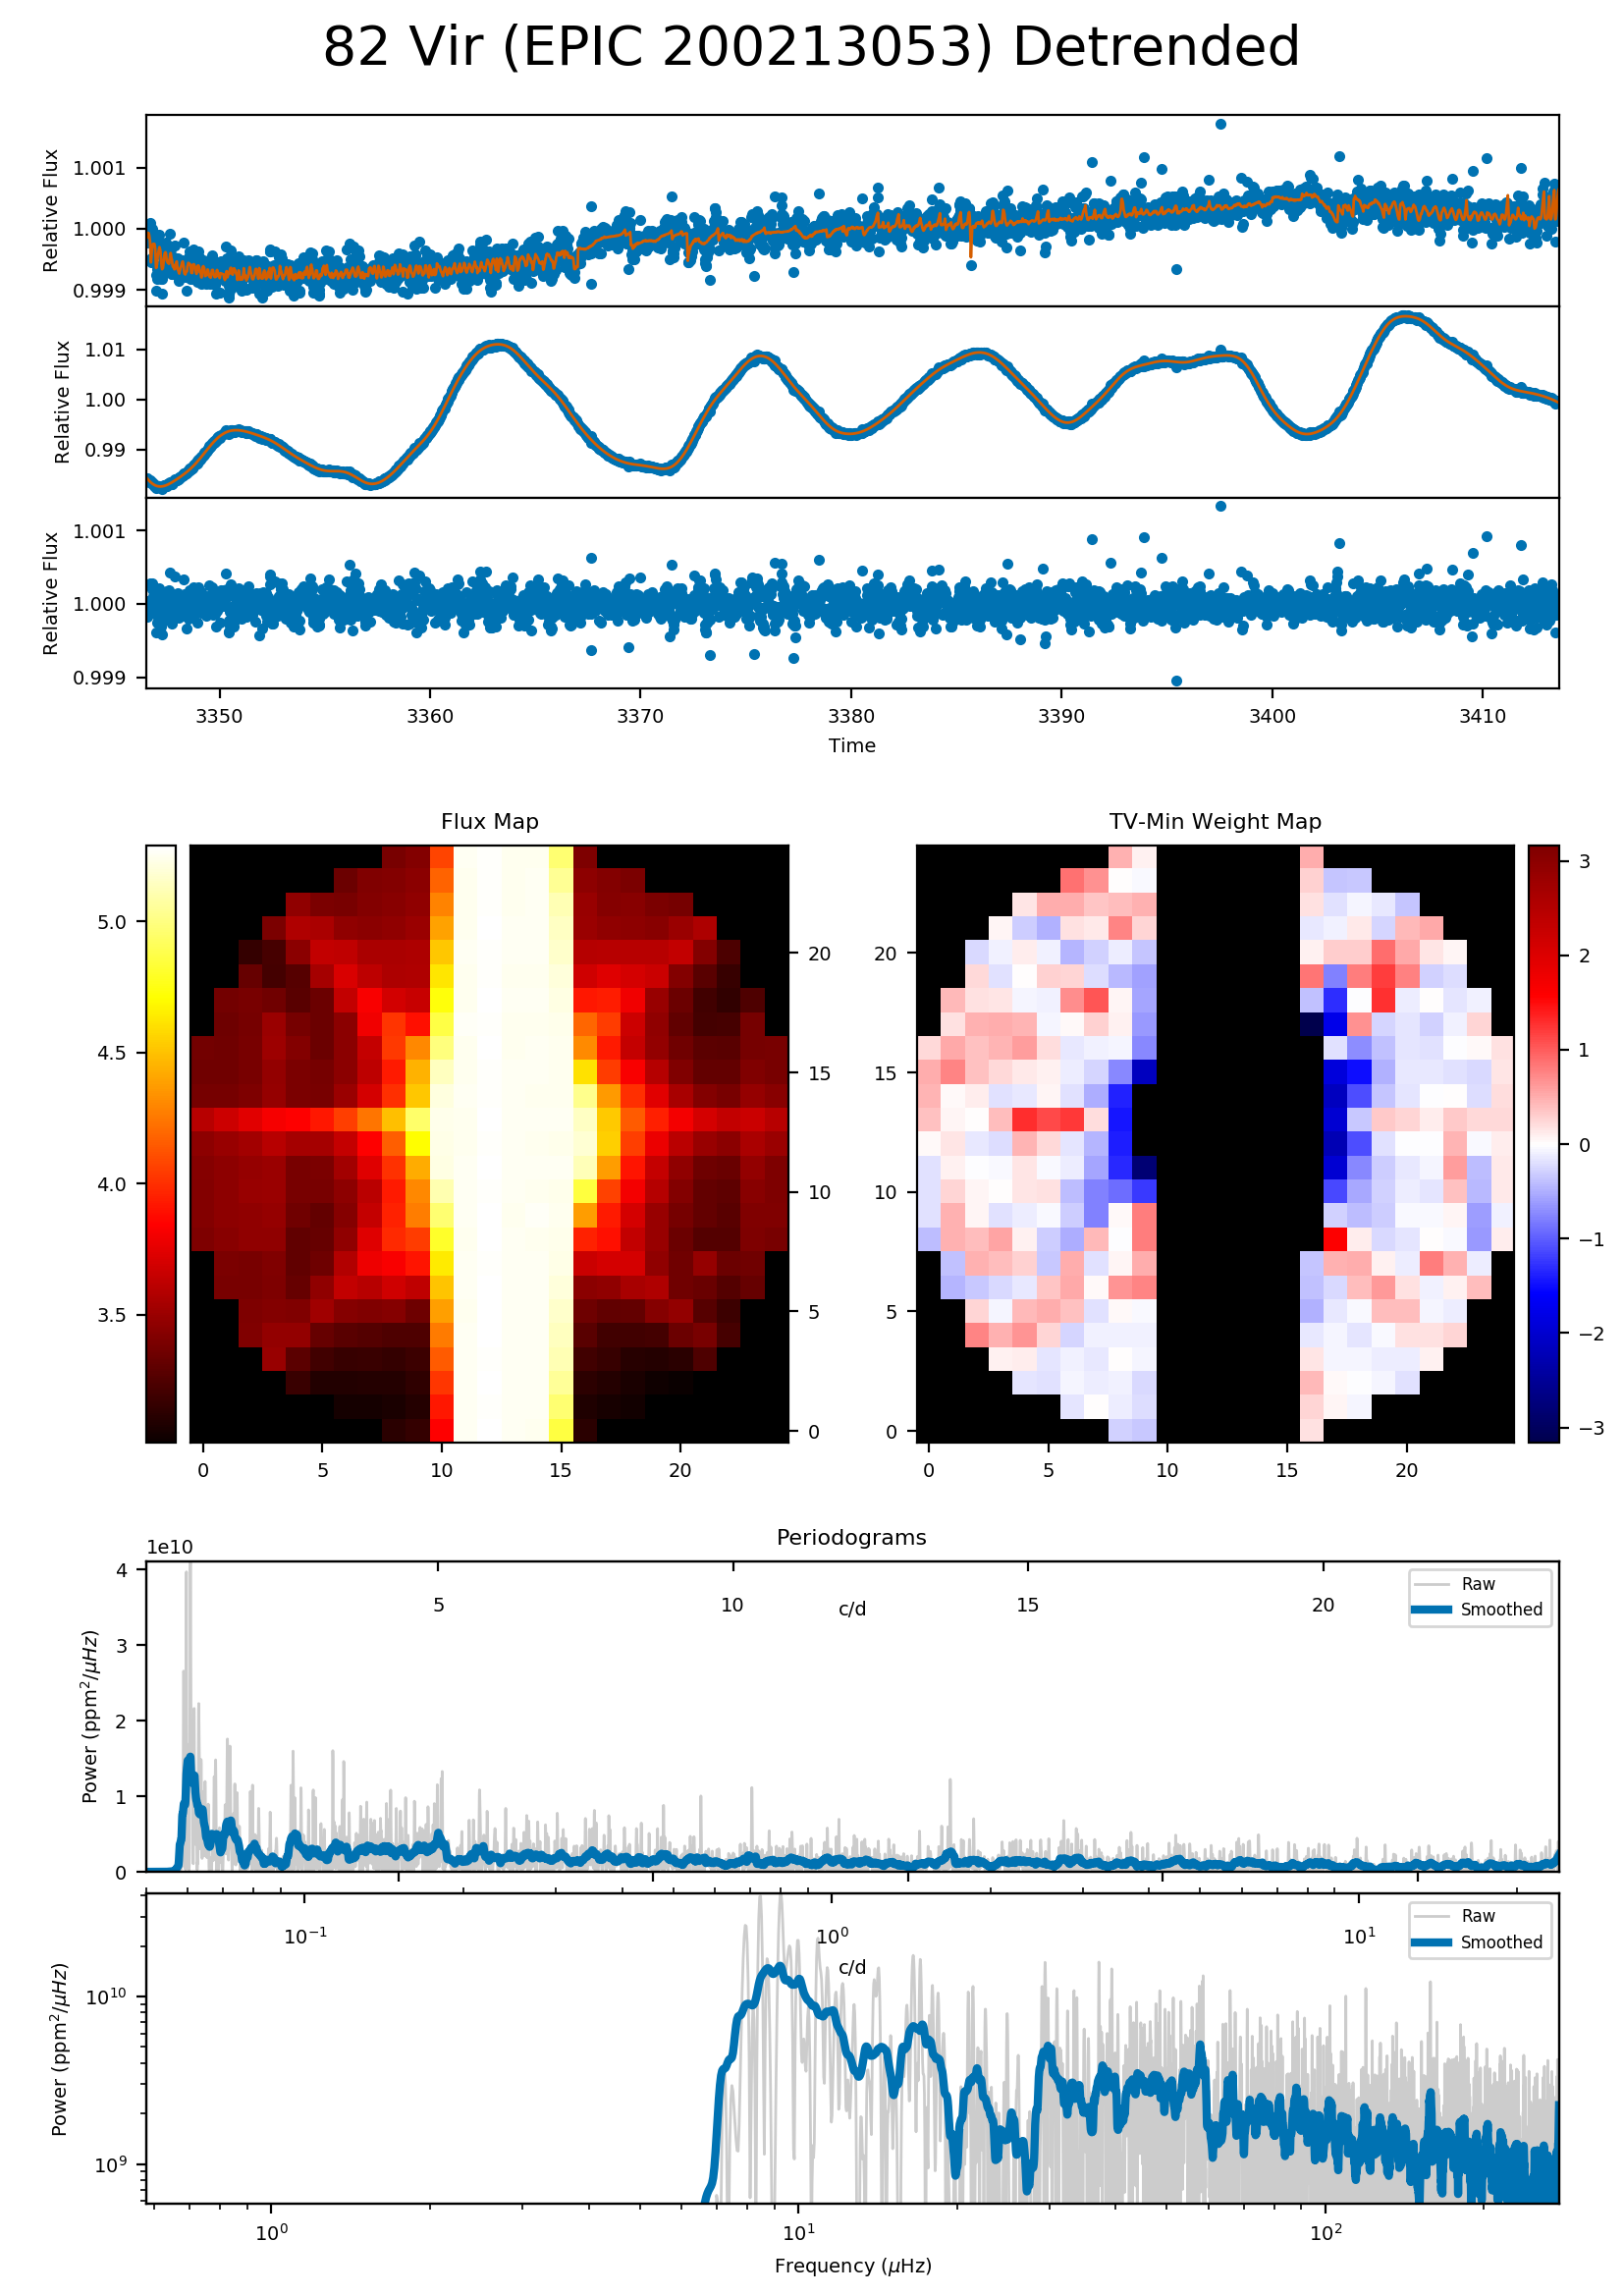 82 Vir (EPIC 200213053) Detrended
Relative Flux
1.001
1.000
0.999
Relative Flux
1.01
1.00
0.99
Relative Flux
1.001
1.000
0.999
3350 3360 3370 3380 3390 3400 3410
Time
Flux Map
5.0
4.5
4.0
3.5
20
15
10
5
0
0 5 10 15 20
TV-Min Weight Map
20
15
10
5
0
0 5 10 15 20
3
2
1
0
−1
−2
−3
Periodograms
1e10
4
3
2
1
0
Power (ppm²/μHz)
5 10 15 20
c/d
Raw
Smoothed
Power (ppm²/μHz)
10¹⁰
10⁹
10⁻¹ 10⁰ 10¹
c/d
Raw
Smoothed
10⁰ 10¹ 10²
Frequency (μHz)